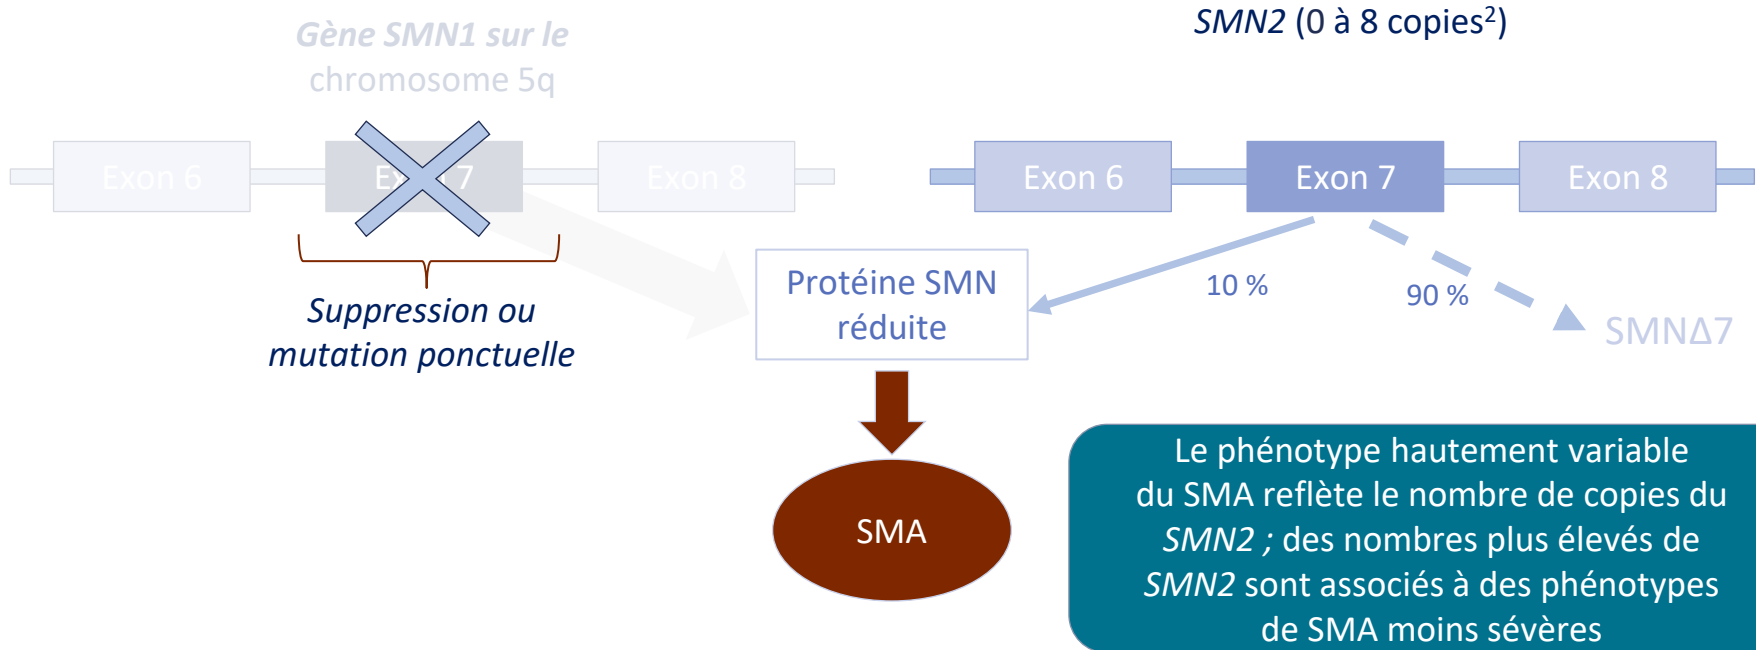 Gène SMN1 sur le
chromosome 5q
SMN2 (0 à 8 copies²)
Exon 6
Exon 7
Exon 8
Exon 6
Exon 7
Exon 8
Suppression ou
mutation ponctuelle
Protéine SMN
réduite
10 %
90 %
SMNΔ7
SMA
Le phénotype hautement variable
du SMA reflète le nombre de copies du
SMN2 ; des nombres plus élevés de
SMN2 sont associés à des phénotypes
de SMA moins sévères